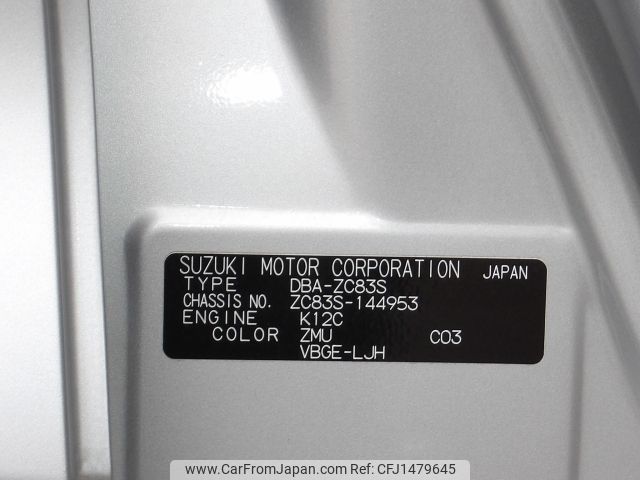 SUZUKI MOTOR CORPORATION JAPAN
TYPE DBA-ZC83S
CHASSIS NO. ZC83S-144953
ENGINE K12C
COLOR ZMU C03
VBGE-LJH
www.CarFromJapan.com CFJ1479645